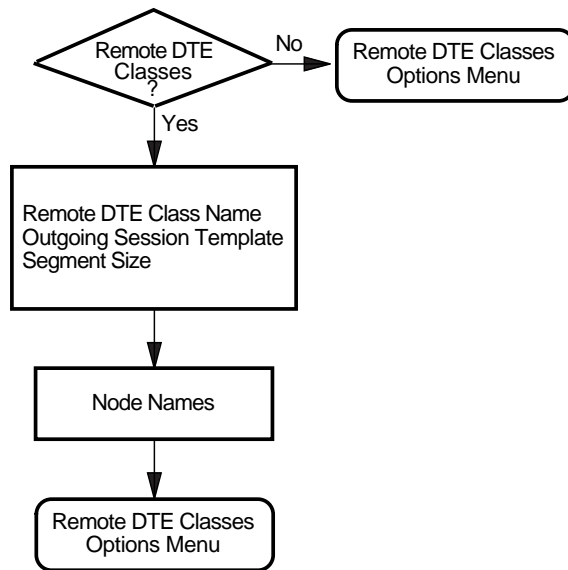 Remote DTE
Classes
?
No
Remote DTE Classes
Options Menu
Yes
Remote DTE Class Name
Outgoing Session Template
Segment Size
Node Names
Remote DTE Classes
Options Menu